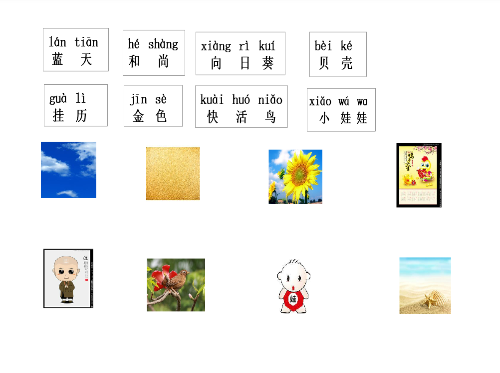 lán tiān
蓝 天
hé shàng
和 尚
xiàng rì kuí
向 日 葵
bèi ké
贝 壳
guà lì
挂 历
jīn sè
金 色
kuài huó niǎo
快 活 鸟
xiǎo wá wa
小 娃 娃